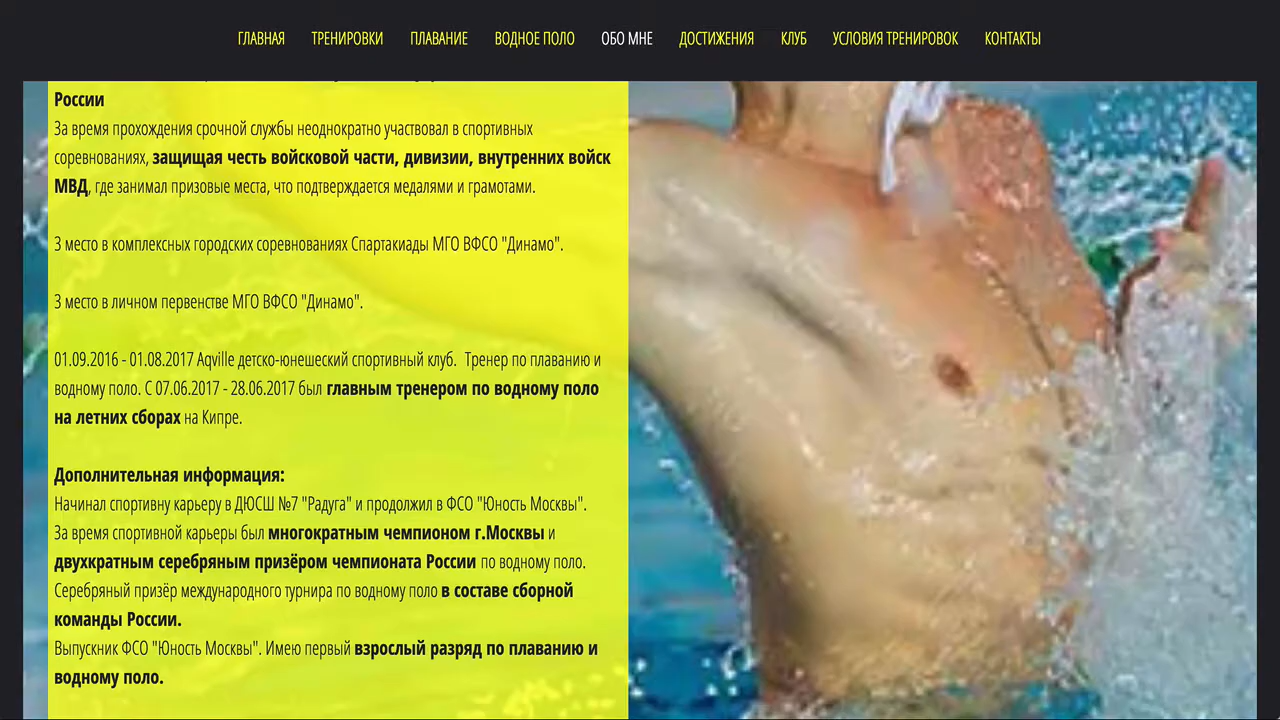 ГЛАВНАЯ ТРЕНИРОВКИ ПЛАВАНИЕ ВОДНОЕ ПОЛО ОБО МНЕ ДОСТИЖЕНИЯ КЛУБ УСЛОВИЯ ТРЕНИРОВОК КОНТАКТЫ
России
За время прохождения срочной службы неоднократно участвовал в спортивных
соревнованиях, защищая честь войсковой части, дивизии, внутренних войск
МВД, где занимал призовые места, что подтверждается медалями и грамотами.
3 место в комплексных городских соревнованиях Спартакиады МГО ВФСО "Динамо".
3 место в личном первенстве МГО ВФСО "Динамо".
01.09.2016 - 01.08.2017 Aqville детско-юнешеский спортивный клуб. Тренер по плаванию и
водному поло. С 07.06.2017 - 28.06.2017 был главным тренером по водному поло
на летних сборах на Кипре.
Дополнительная информация:
Начинал спортивну карьеру в ДЮСШ №7 "Радуга" и продолжил в ФСО "Юность Москвы".
За время спортивной карьеры был многократным чемпионом г.Москвы и
двухкратным серебряным призёром чемпионата России по водному поло.
Серебряный призёр международного турнира по водному поло в составе сборной
команды России.
Выпускник ФСО "Юность Москвы". Имею первый взрослый разряд по плаванию и
водному поло.